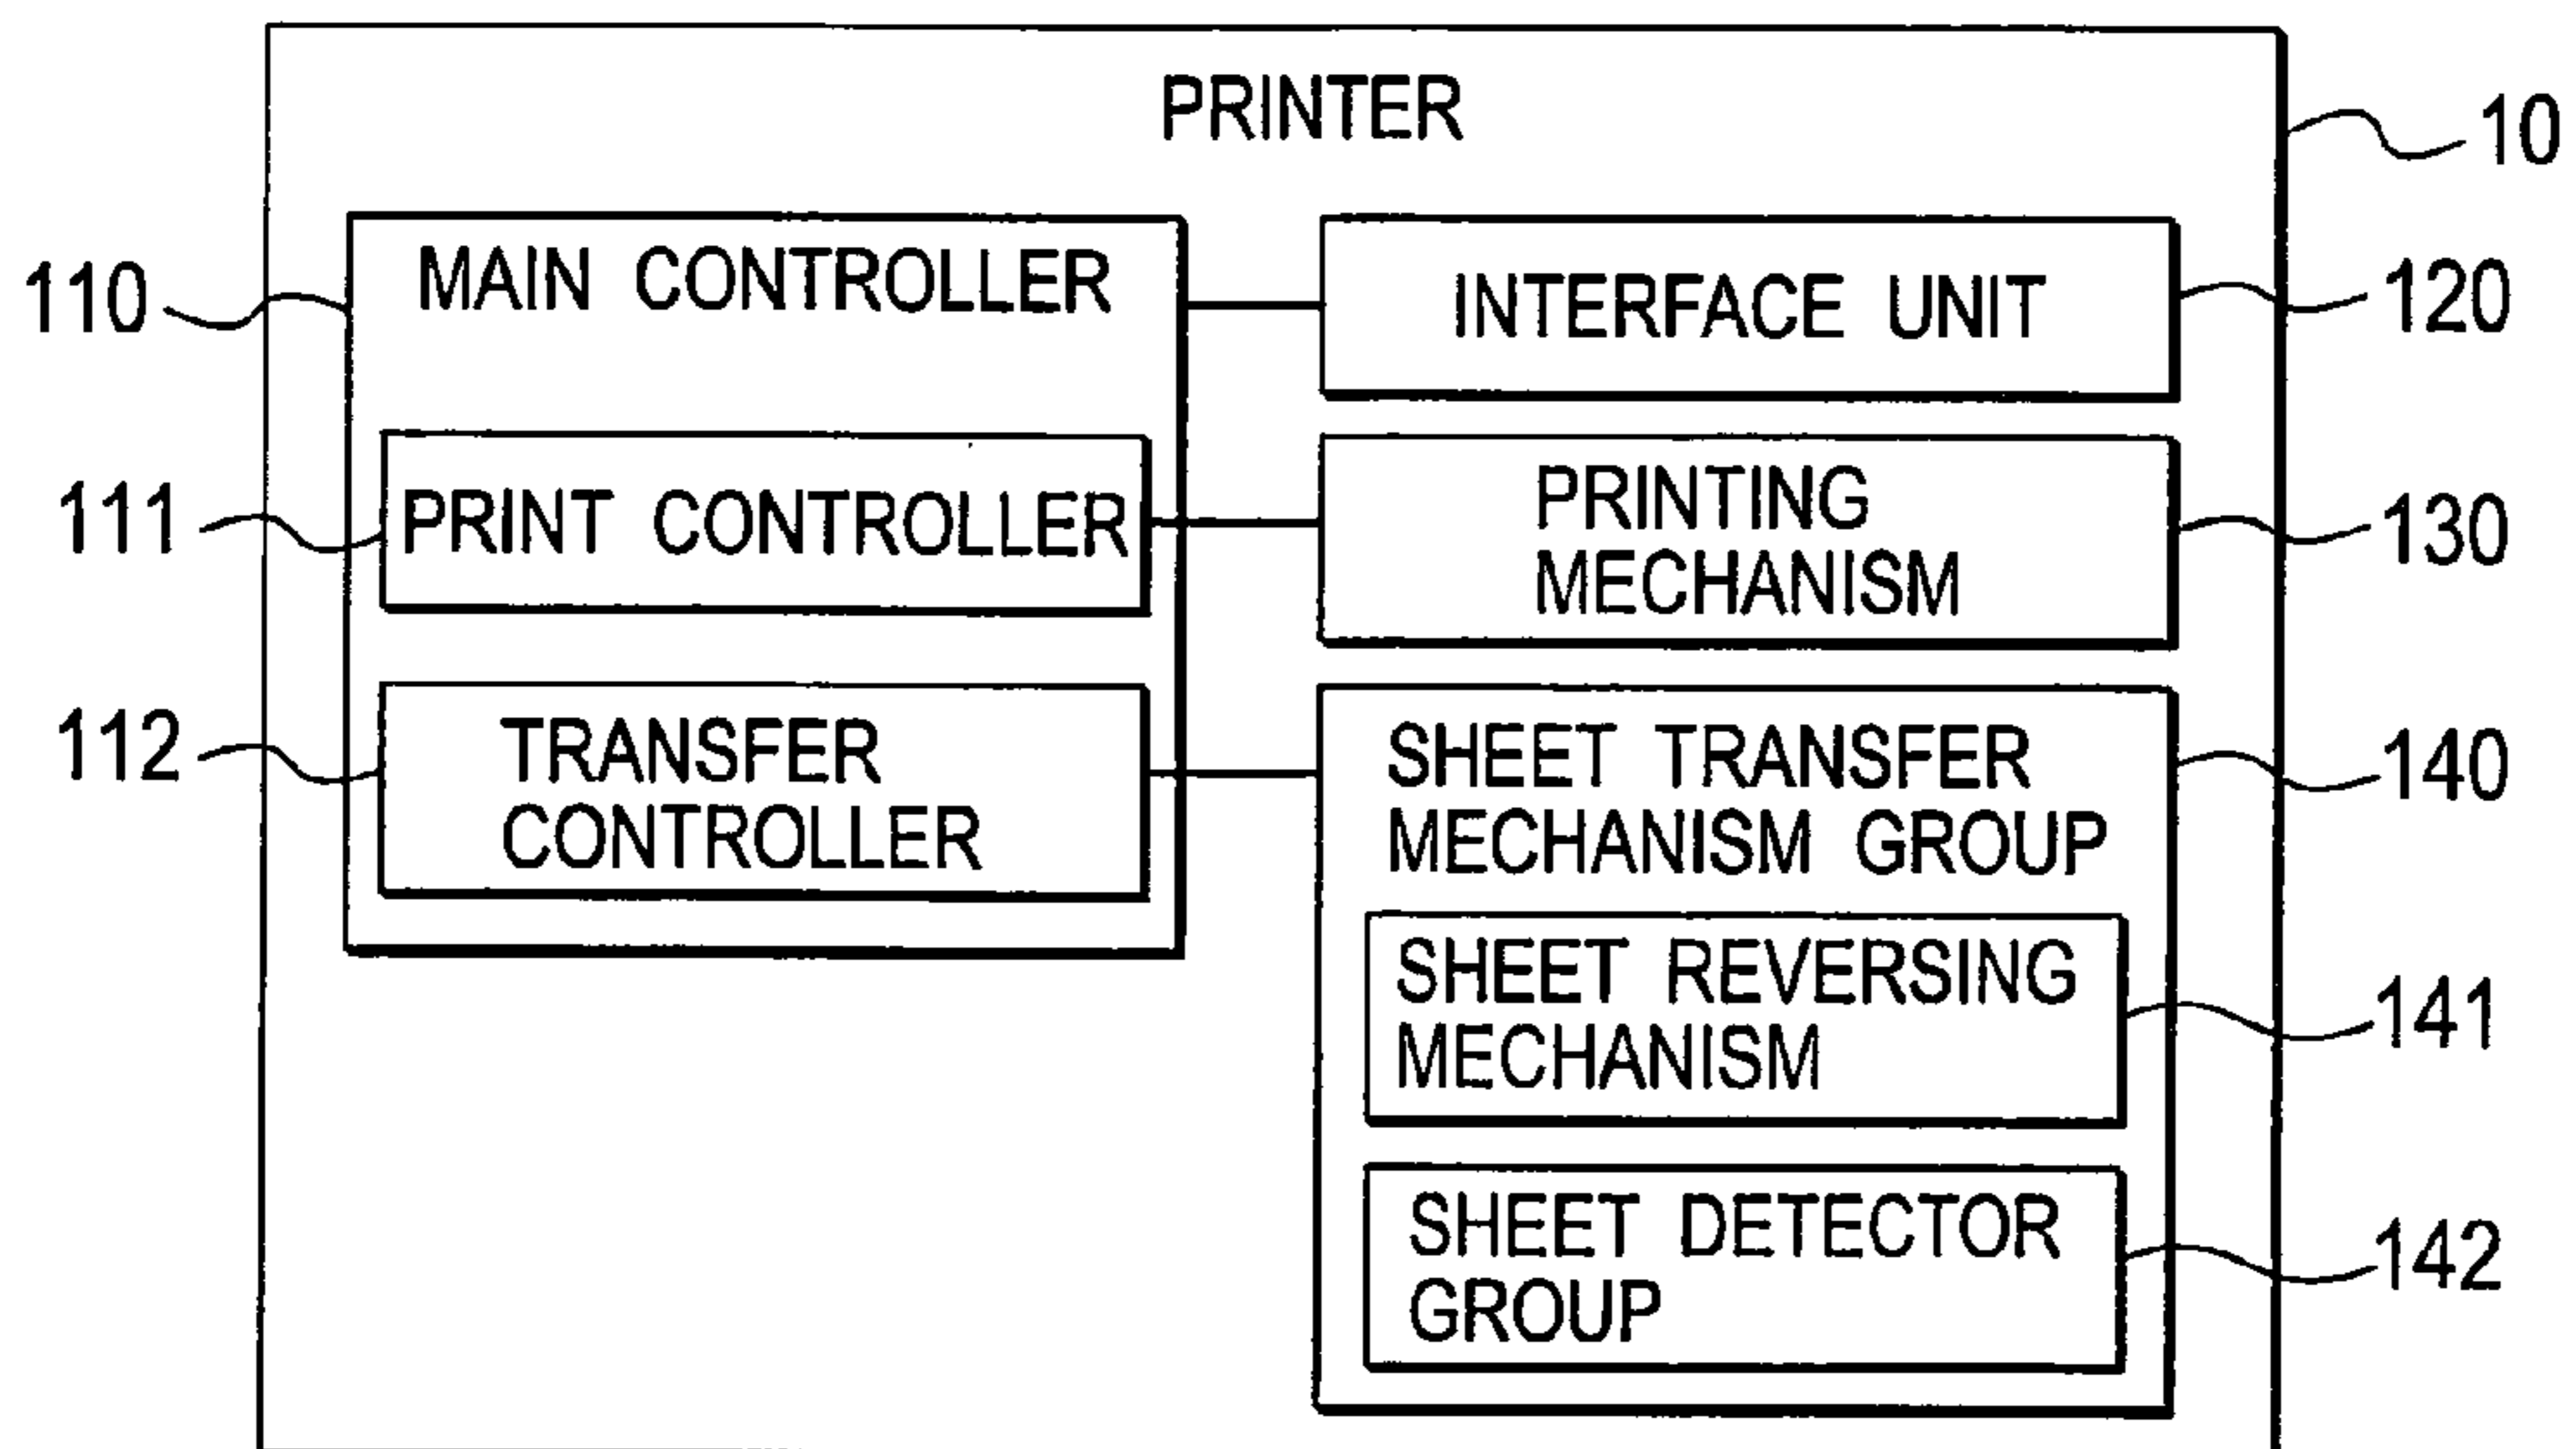 PRINTER
10
110
MAIN CONTROLLER
INTERFACE UNIT
120
111
PRINT CONTROLLER
PRINTING
MECHANISM
130
112
TRANSFER
CONTROLLER
SHEET TRANSFER
MECHANISM GROUP
140
SHEET REVERSING
MECHANISM
141
SHEET DETECTOR
GROUP
142